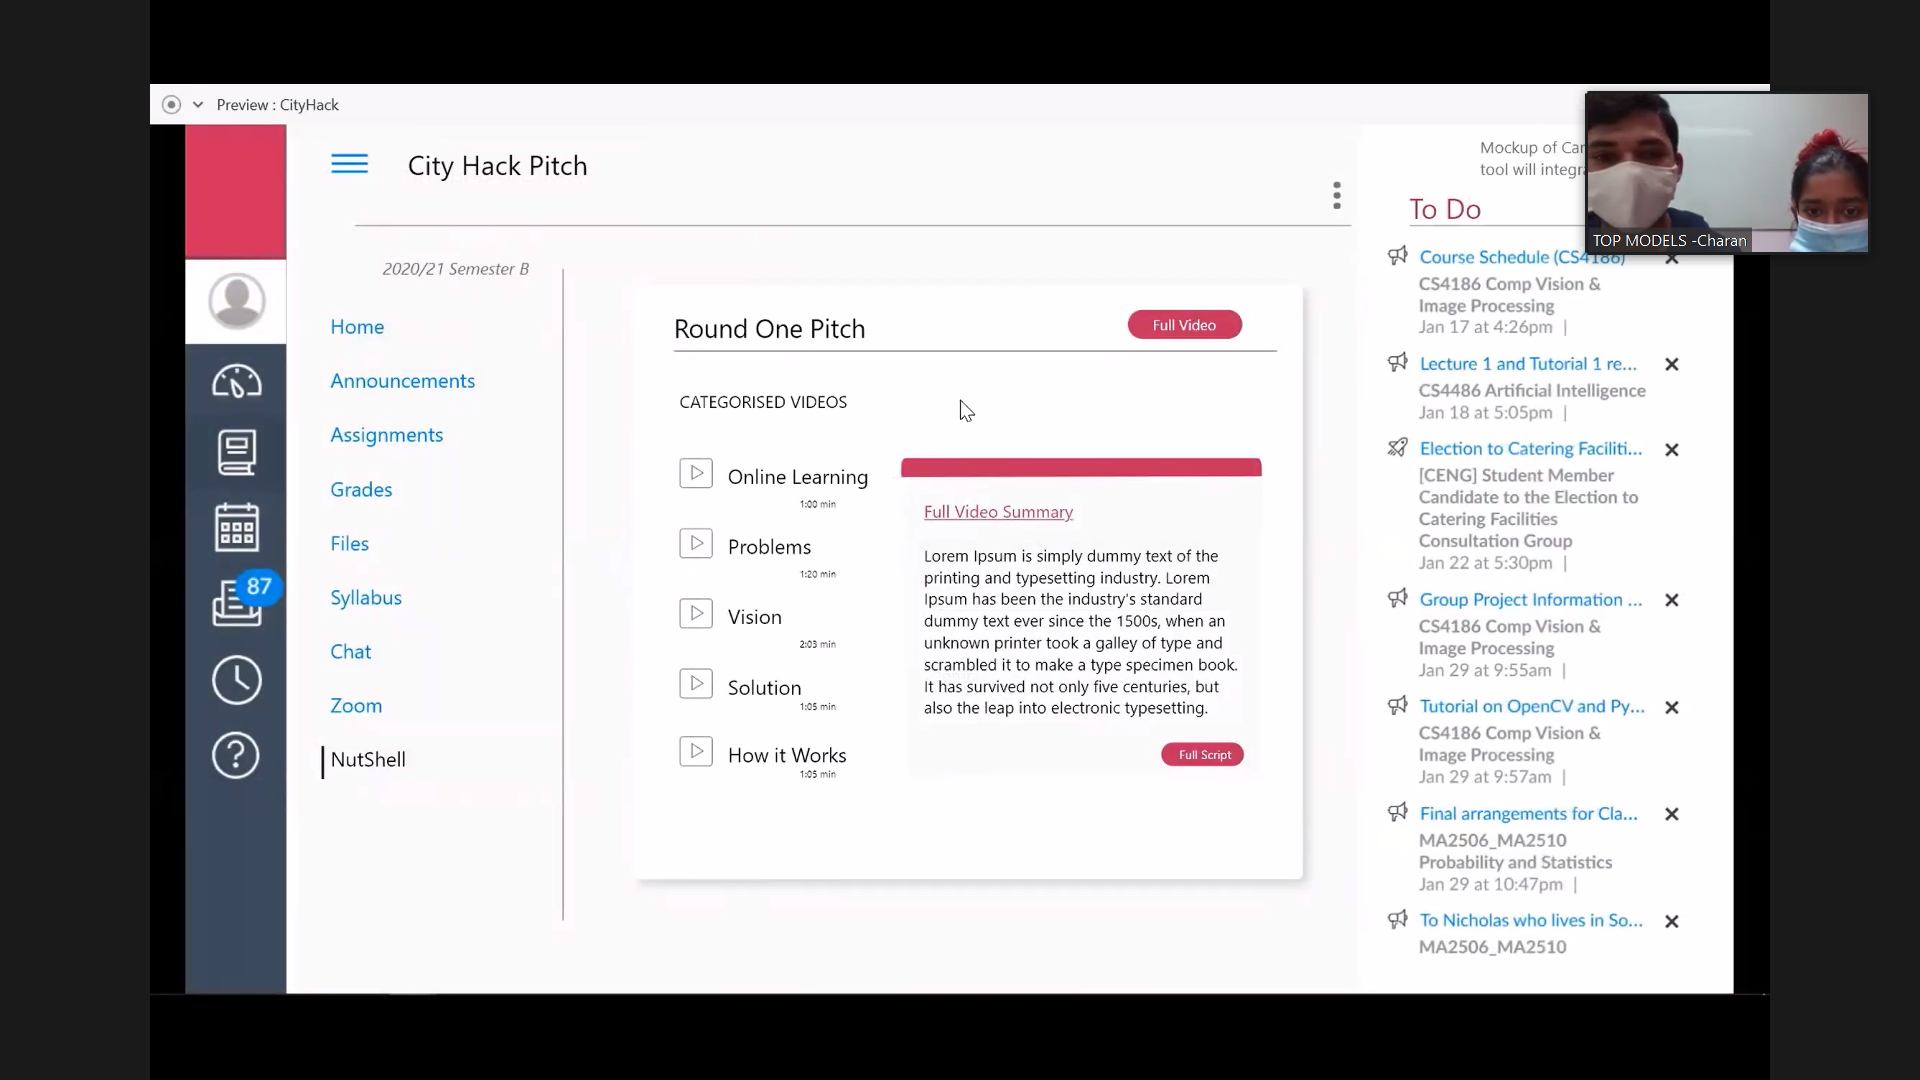 Preview : CityHack
City Hack Pitch
Mockup of Ca
tool will integr
TOP MODELS -Charan
2020/21 Semester B
Home
Announcements
Assignments
Grades
Files
Syllabus
Chat
Zoom
NutShell
87
Round One Pitch
Full Video
CATEGORISED VIDEOS
Online Learning
1:00 min
Problems
1:20 min
Vision
2:03 min
Solution
1:05 min
How it Works
1:05 min
Full Video Summary
Lorem Ipsum is simply dummy text of the
printing and typesetting industry. Lorem
Ipsum has been the industry's standard
dummy text ever since the 1500s, when an
unknown printer took a galley of type and
scrambled it to make a type specimen book.
It has survived not only five centuries, but
also the leap into electronic typesetting.
Full Script
To Do
Course Schedule (CS4186)
CS4186 Comp Vision &
Image Processing
Jan 17 at 4:26pm |
Lecture 1 and Tutorial 1 re...
CS4486 Artificial Intelligence
Jan 18 at 5:05pm |
Election to Catering Faciliti...
[CENG] Student Member
Candidate to the Election to
Catering Facilities
Consultation Group
Jan 22 at 5:30pm |
Group Project Information ...
CS4186 Comp Vision &
Image Processing
Jan 29 at 9:55am |
Tutorial on OpenCV and Py...
CS4186 Comp Vision &
Image Processing
Jan 29 at 9:57am |
Final arrangements for Cla...
MA2506_MA2510
Probability and Statistics
Jan 29 at 10:47pm |
To Nicholas who lives in So...
MA2506_MA2510